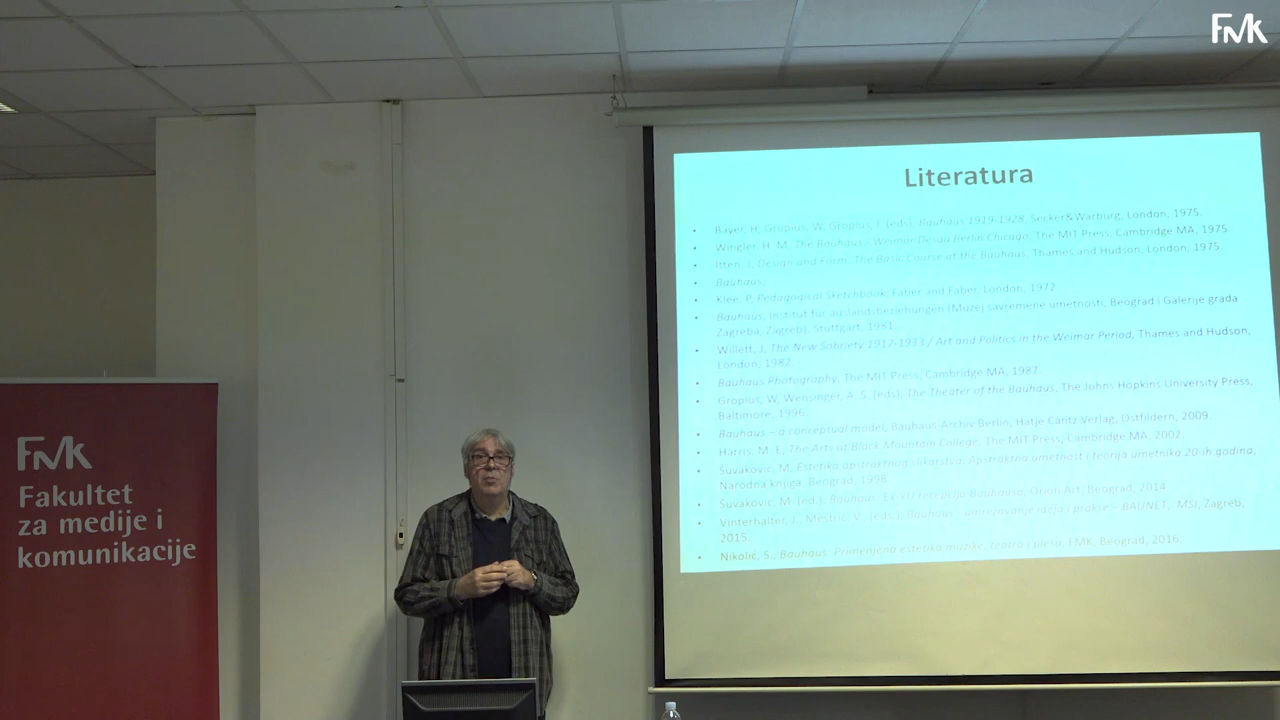 FMK
Literatura
Bayer, H, Gropius, W, Gropius, I. (eds). Bauhaus 1919-1928, Secker&Warburg, London, 1975.
Wingler, H. M, The Bauhaus : Weimar Desau Berlin Chicago, The MIT Press, Cambridge MA, 1975.
Itten, J, Design and Form. The Basic Course at the Bauhaus, Thames and Hudson, London, 1975.
Bauhaus,
Klee, P, Pedagogical Sketchbook, Faber and Faber, London, 1972.
Bauhaus, Institut fur auslandsbeziehungen (Muzej savremene umetnosti, Beograd i Galerije grada
Zagreba, Zagreb), Stuttgart, 1981.
Willett, J, The New Sobriety 1917-1933 / Art and Politics in the Weimar Period, Thames and Hudson,
London, 1982.
Bauhaus Photography, The MIT Press, Cambridge MA, 1987.
Gropius, W. Wensinger, A. S. (eds), The Theater of the Bauhaus, The Johns Hopkins University Press,
Baltimore, 1996.
Bauhaus – a conceptual model, Bauhaus-Archiv Berlin, Hatje Cantz Verlag, Ostfildern, 2009.
Harris, M. E, The Arts at Black Mountain College, The MIT Press, Cambridge MA, 2002.
Šuvaković, M, Estetika apstraktnog slikarstva. Apstraktna umetnost i teorija umetnika 20-ih godina,
Narodna knjiga, Beograd, 1998.
Šuvaković, M. (ed.), Bauhaus. Ex-YU recepcija Bauhausa, Orion Art, Beograd, 2014.
Vinterhalter, J., Meštrić, V., (eds.), Bauhaus - umrežavanje ideja i prakse – BAUNET, MSI, Zagreb,
2015.
Nikolić, S., Bauhaus: Primenjena estetika muzike, teatra i plesa, FMK, Beograd, 2016.
FMK
Fakultet
za medije i
komunikacije